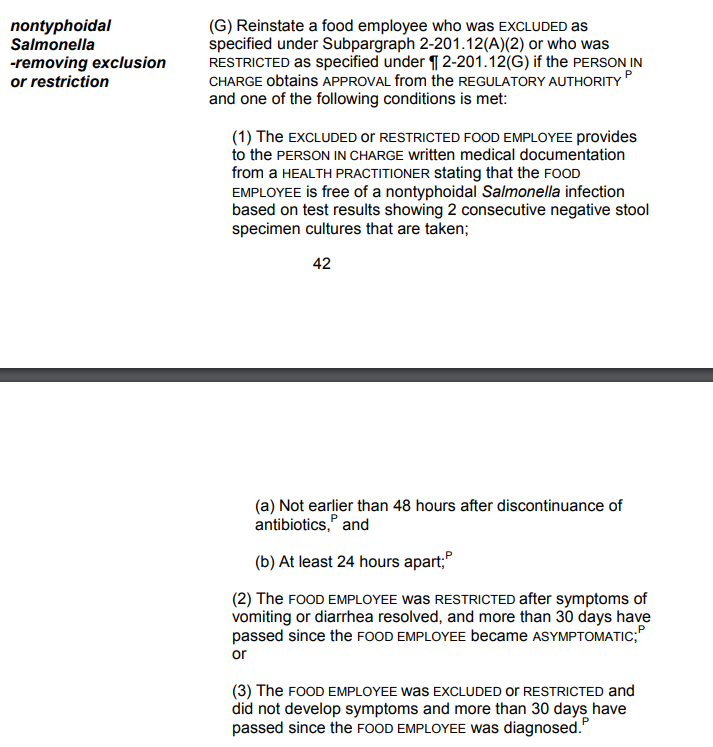 nontyphoidal
Salmonella
-removing exclusion
or restriction
(G) Reinstate a food employee who was EXCLUDED as
specified under Subpargraph 2-201.12(A)(2) or who was
RESTRICTED as specified under ¶ 2-201.12(G) if the PERSON IN
CHARGE obtains APPROVAL from the REGULATORY AUTHORITY P
and one of the following conditions is met:
(1) The EXCLUDED or RESTRICTED FOOD EMPLOYEE provides
to the PERSON IN CHARGE written medical documentation
from a HEALTH PRACTITIONER stating that the FOOD
EMPLOYEE is free of a nontyphoidal Salmonella infection
based on test results showing 2 consecutive negative stool
specimen cultures that are taken;
42
(a) Not earlier than 48 hours after discontinuance of
antibiotics,P and
(b) At least 24 hours apart;P
(2) The FOOD EMPLOYEE was RESTRICTED after symptoms of
vomiting or diarrhea resolved, and more than 30 days have
passed since the FOOD EMPLOYEE became ASYMPTOMATIC;P
or
(3) The FOOD EMPLOYEE was EXCLUDED or RESTRICTED and
did not develop symptoms and more than 30 days have
passed since the FOOD EMPLOYEE was diagnosed.P